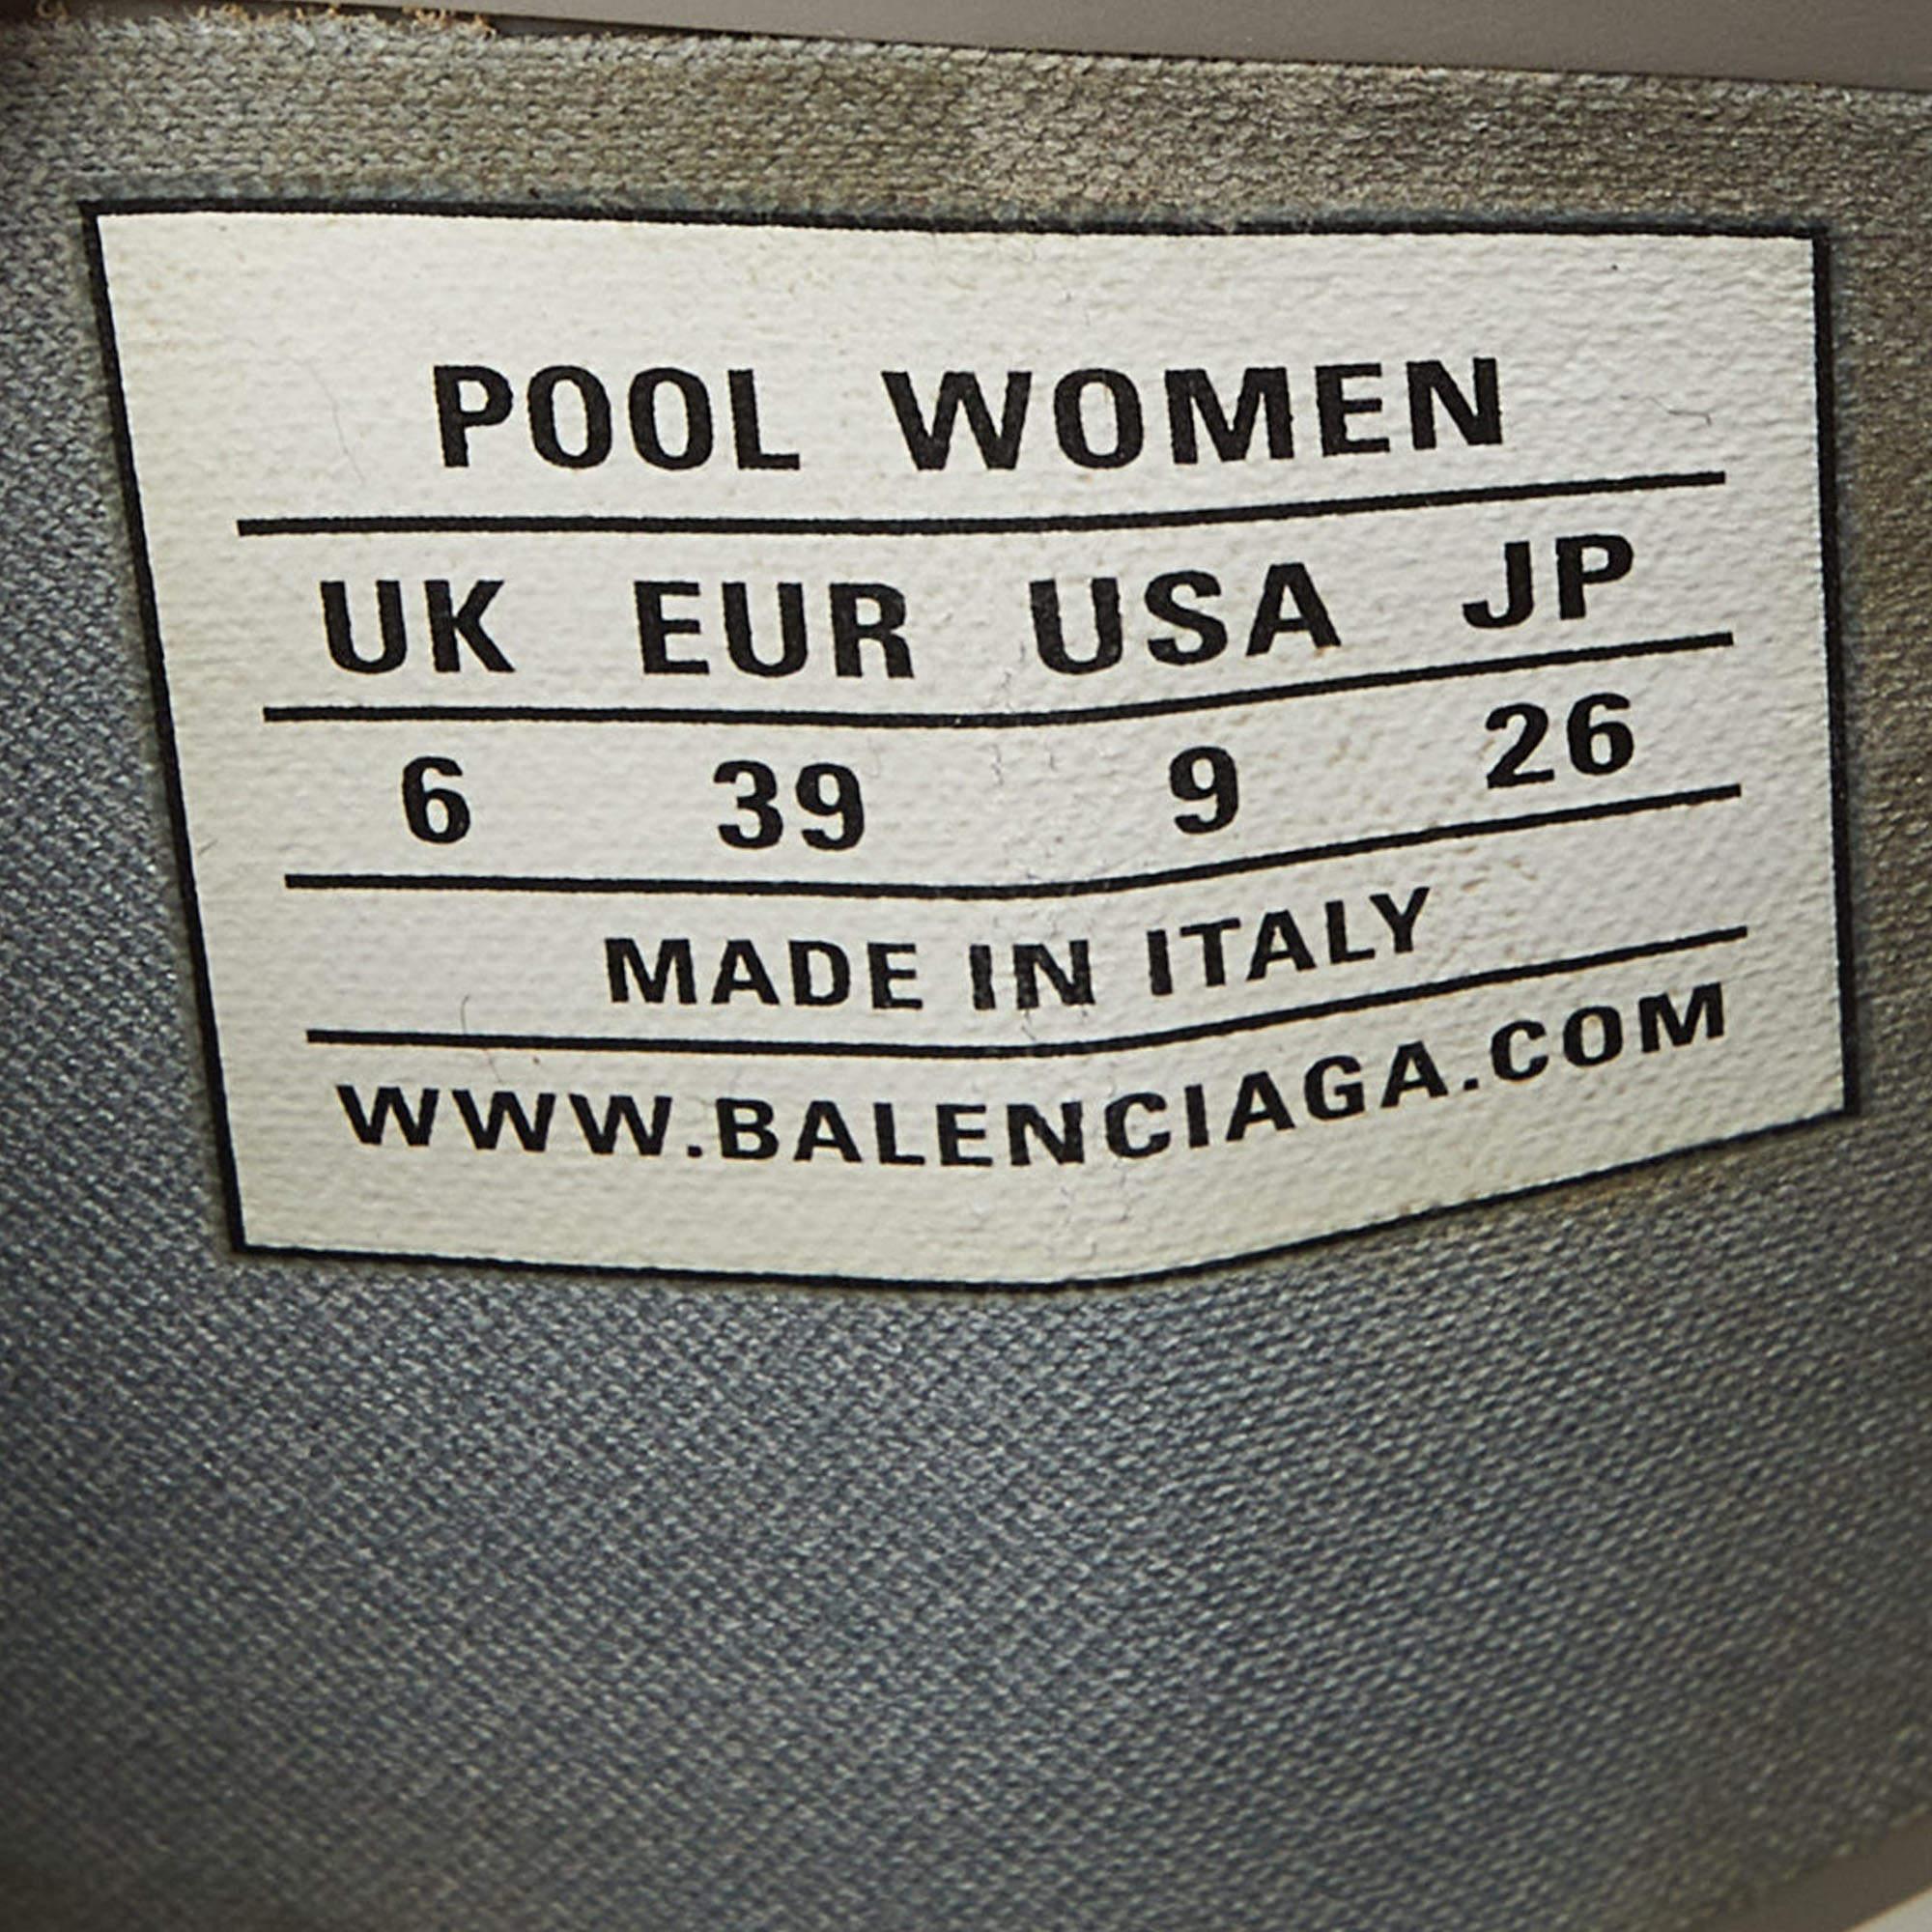 POOL WOMEN
UK EUR USA JP
6 39 9 26
MADE IN ITALY
WWW.BALENCIAGA.COM